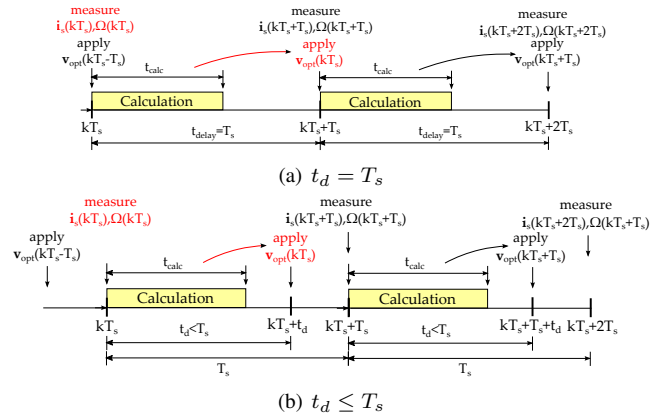 measure
i_s(kT_s),Ω(kT_s)
apply
v_opt(kT_s-T_s)
measure
i_s(kT_s+T_s),Ω(kT_s+T_s)
apply
v_opt(kT_s)
measure
i_s(kT_s+2T_s),Ω(kT_s+2T_s)
apply
v_opt(kT_s+T_s)
t_calc
t_calc
Calculation
Calculation
kT_s
kT_s+T_s
kT_s+2T_s
t_delay=T_s
t_delay=T_s
(a) t_d = T_s
measure
i_s(kT_s),Ω(kT_s)
apply
v_opt(kT_s-T_s)
measure
i_s(kT_s+T_s),Ω(kT_s+T_s)
apply
v_opt(kT_s)
measure
i_s(kT_s+2T_s),Ω(kT_s+T_s)
apply
v_opt(kT_s+T_s)
t_calc
t_calc
Calculation
Calculation
kT_s
kT_s+t_d
kT_s+T_s
kT_s+T_s+t_d
kT_s+2T_s
t_d<T_s
t_d<T_s
T_s
T_s
(b) t_d ≤ T_s